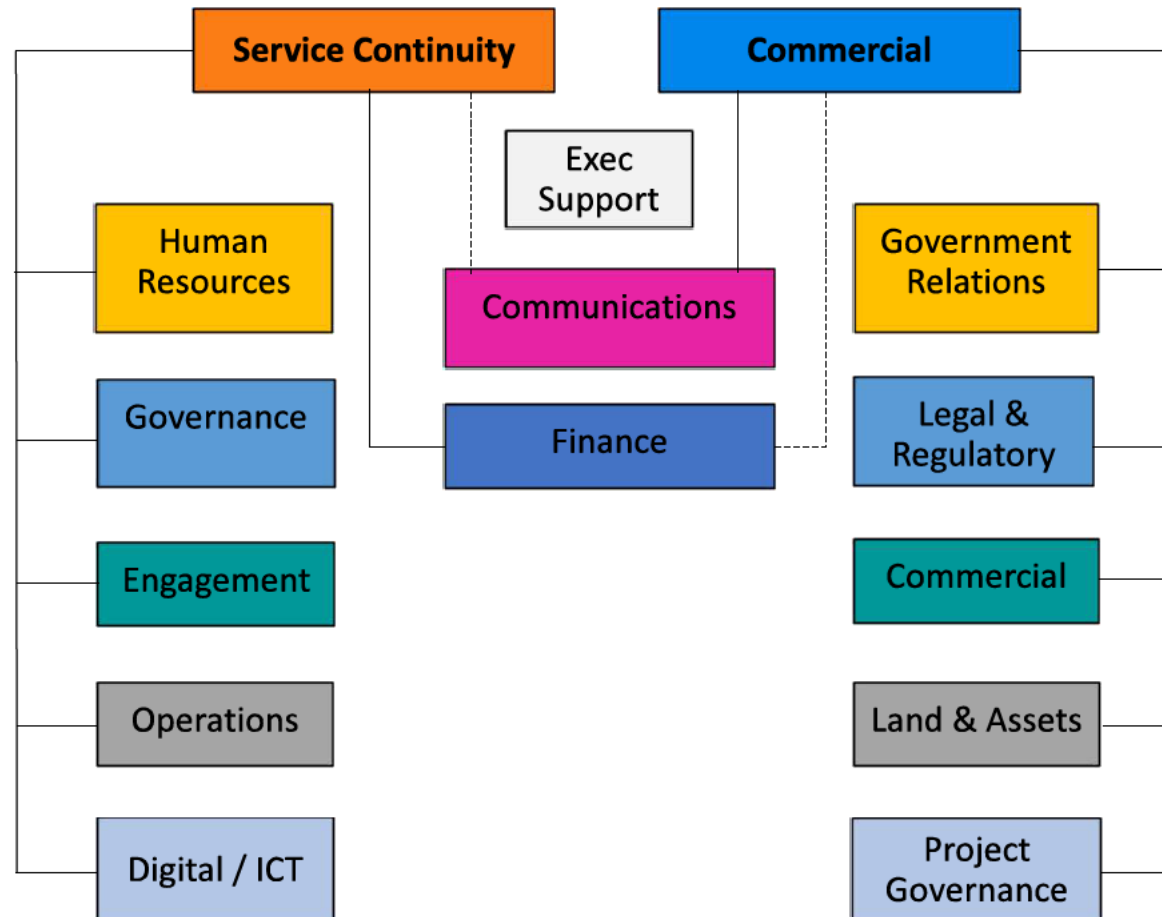 Service Continuity
Commercial
Exec
Support
Human
Resources
Government
Relations
Communications
Governance
Finance
Legal &
Regulatory
Engagement
Commercial
Operations
Land & Assets
Digital / ICT
Project
Governance